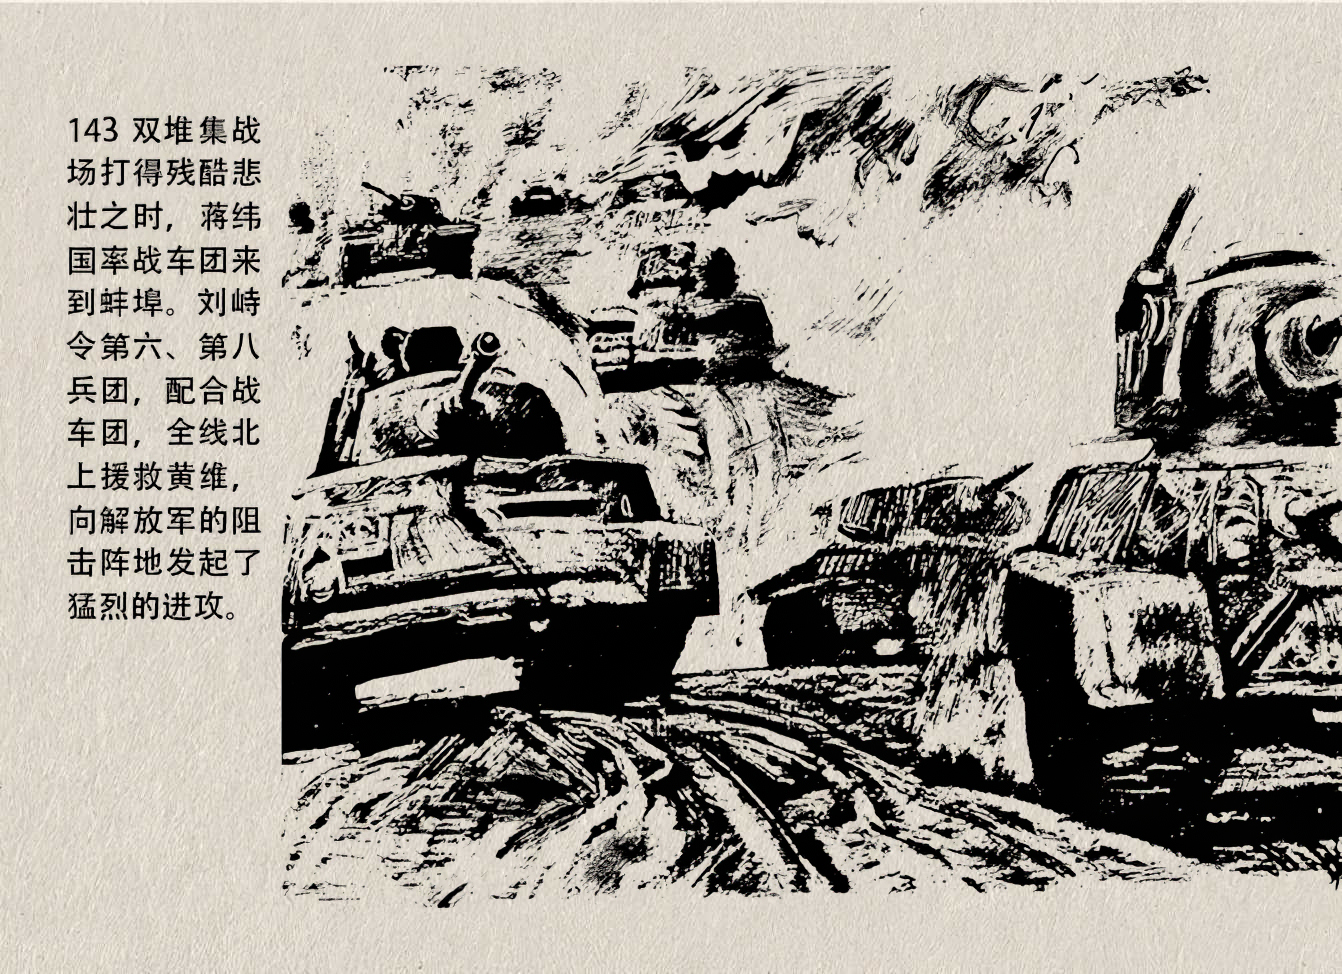 143 双堆集战
场打得残酷悲
壮之时，蒋纬
国率战车团来
到蚌埠。刘峙
令第六、第八
兵团，配合战
车团，全线北
上援救黄维，
向解放军的阻
击阵地发起了
猛烈的进攻。